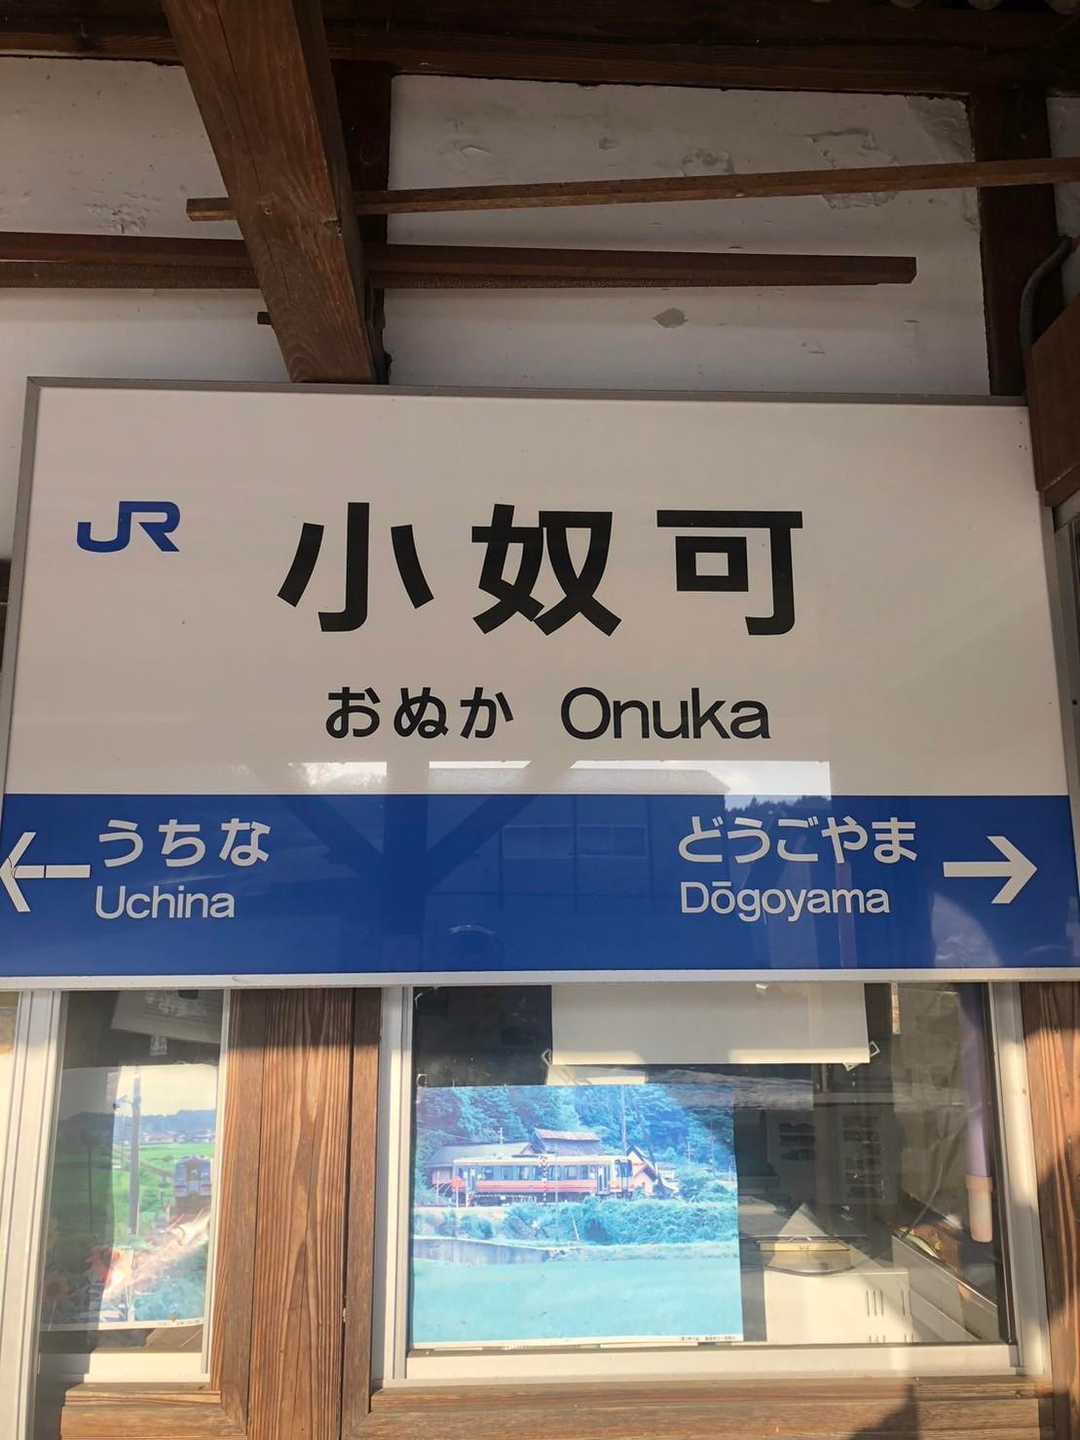 JR
小奴可
おぬか Onuka
うちな
Uchina
どうごやま
Dōgoyama